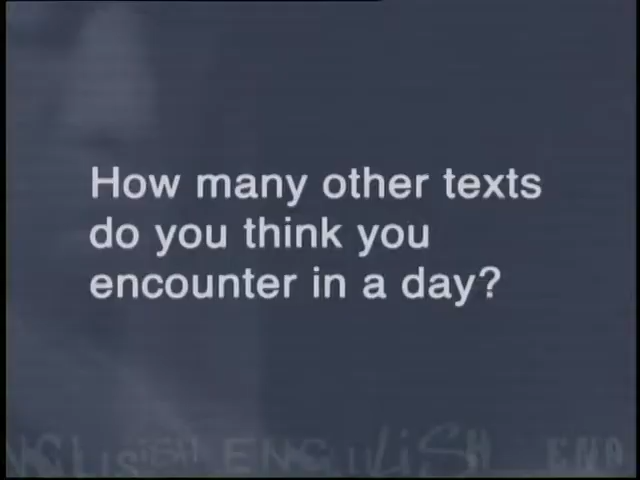 How many other texts
do you think you
encounter in a day?
ENGLISH